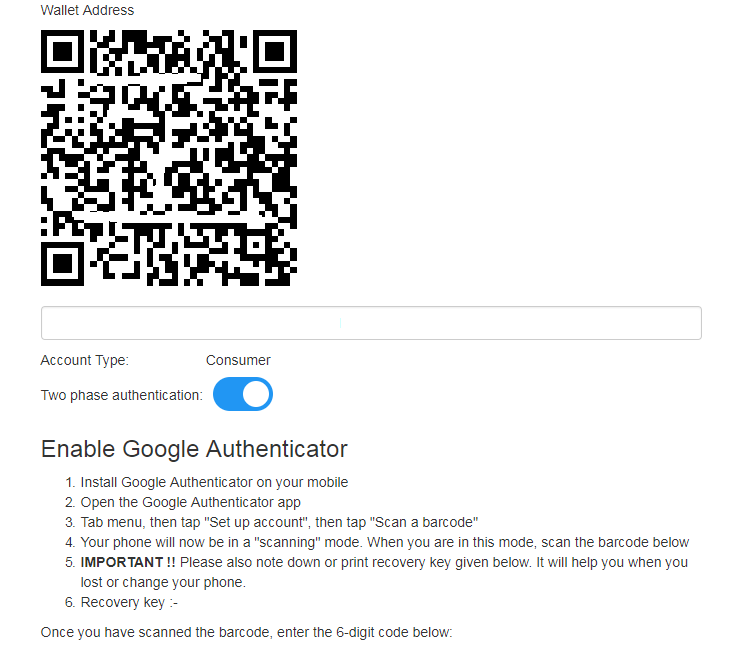 Wallet Address
Account Type: Consumer
Two phase authentication:
Enable Google Authenticator
1. Install Google Authenticator on your mobile
2. Open the Google Authenticator app
3. Tab menu, then tap "Set up account", then tap "Scan a barcode"
4. Your phone will now be in a "scanning" mode. When you are in this mode, scan the barcode below
5. IMPORTANT !! Please also note down or print recovery key given below. It will help you when you
lost or change your phone.
6. Recovery key :-
Once you have scanned the barcode, enter the 6-digit code below: